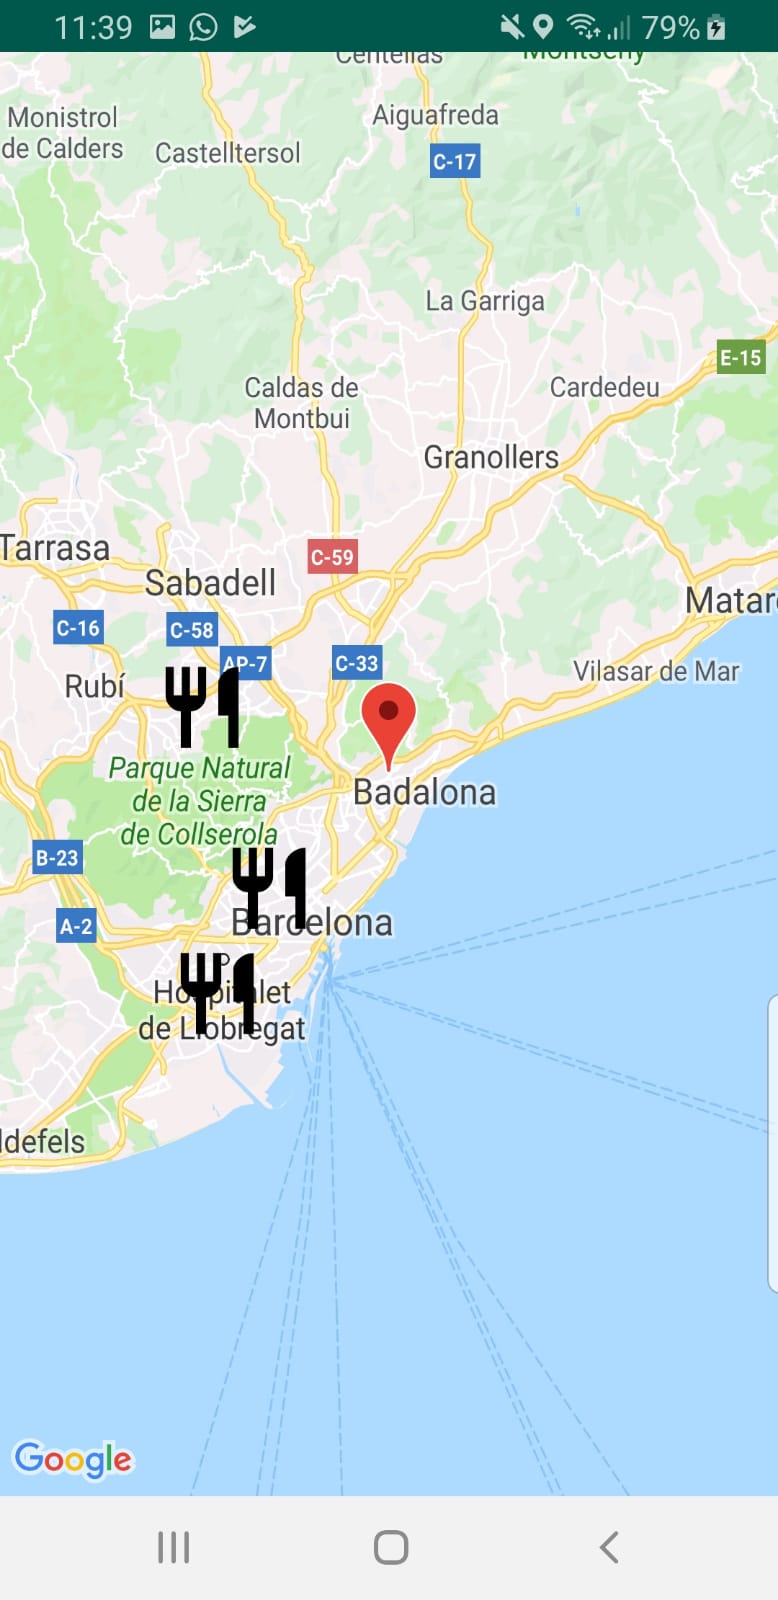 11:39
79%
Centellas
Montseny
Monistrol
de Calders
Castelltersol
Aiguafreda
C-17
La Garriga
E-15
Caldas de
Montbui
Cardedeu
Granollers
Tarrasa
C-59
Sabadell
Matar
C-16
C-58
AP-7
C-33
Vilasar de Mar
Rubí
Parque Natural
de la Sierra
de Collserola
Badalona
B-23
A-2
Barcelona
Hospitalet
de Llobregat
ldefels
Google